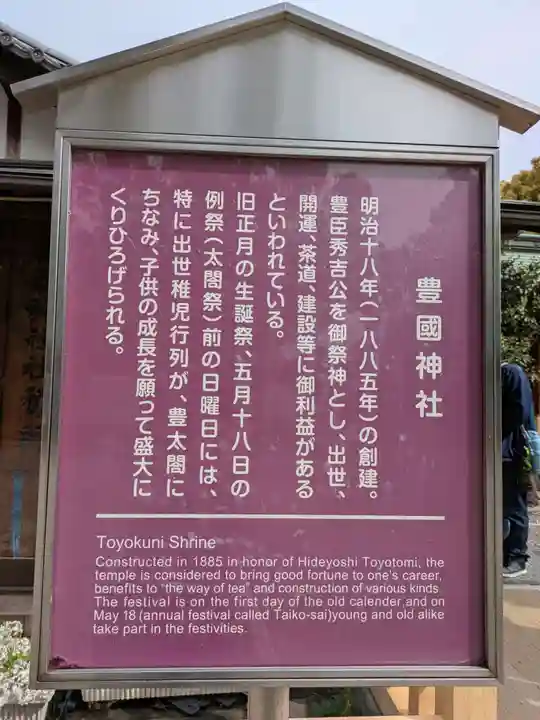 豊國神社
明治十八年(一八八五年)の創建。
豊臣秀吉公を御祭神とし、出世、
開運、茶道、建設等に御利益がある
といわれている。
旧正月の生誕祭、五月十八日の
例祭(太閤祭)前の日曜日には、
特に出世稚児行列が、豊太閤に
ちなみ、子供の成長を願って盛大に
くりひろげられる。
Toyokuni Shrine
Constructed in 1885 in honor of Hideyoshi Toyotomi, the
temple is considered to bring good fortune to one's career,
benefits to "the way of tea" and construction of various kinds
The festival is on the first day of the old calender,and on
May 18 (annual festival called Taiko-sai)young and old alike
take part in the festivities.